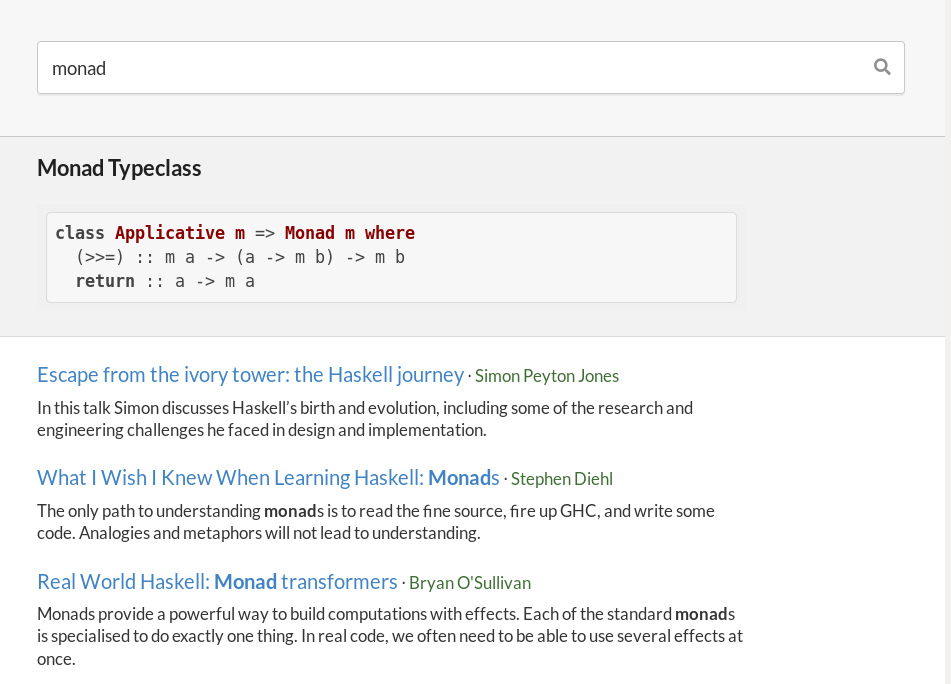 monad
Monad Typeclass
class Applicative m => Monad m where
  (>>=) :: m a -> (a -> m b) -> m b
  return :: a -> m a
Escape from the ivory tower: the Haskell journey · Simon Peyton Jones
In this talk Simon discusses Haskell’s birth and evolution, including some of the research and
engineering challenges he faced in design and implementation.
What I Wish I Knew When Learning Haskell: Monads · Stephen Diehl
The only path to understanding monads is to read the fine source, fire up GHC, and write some
code. Analogies and metaphors will not lead to understanding.
Real World Haskell: Monad transformers · Bryan O'Sullivan
Monads provide a powerful way to build computations with effects. Each of the standard monads
is specialised to do exactly one thing. In real code, we often need to be able to use several effects at
once.